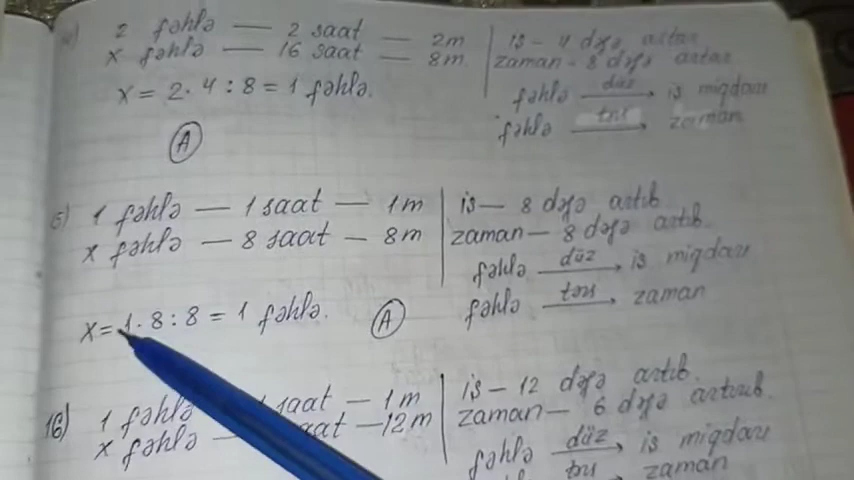 2 fəhlə — 2 saat — 2m
x fəhlə — 16 saat — 8m
iş – 4 dəfə artar
zaman - 8 dəfə artar
x = 2 · 4 : 8 = 1 fəhlə.
fəhlə düz iş miqdarı
fəhlə tərs zaman
A
5) 1 fəhlə — 1 saat — 1m
x fəhlə — 8 saat – 8m
is – 8 dəfə artıb
zaman – 8 dəfə artıb.
fəhlə düz is miqdarı
fəhlə tərs zaman
x = 1 · 8 : 8 = 1 fəhlə.
A
16) 1 fəhlə saat – 1m
x fəhlə — saat – 12m
is – 12 dəfə artıb.
zaman – 6 dəfə artırıb.
fəhlə düz is miqdarı
tərs zaman